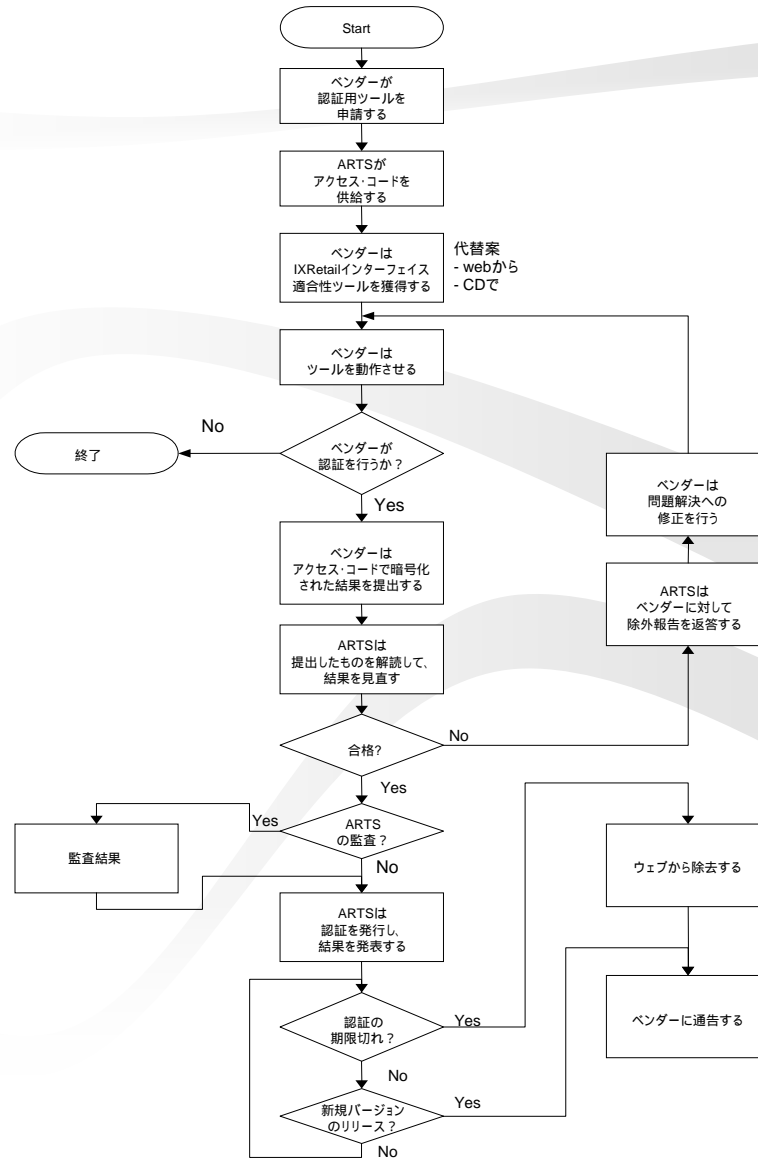 Start
ベンダーが
認証用ツールを
申請する
ARTSが
アクセス・コードを
供給する
ベンダーは
IXRetailインターフェイス
適合性ツールを獲得する
代替案
- webから
- CDで
ベンダーは
ツールを動作させる
No
終了
ベンダーが
認証を行うか？
Yes
ベンダーは
問題解決への
修正を行う
ベンダーは
アクセス・コードで暗号化
された結果を提出する
ARTSは
ベンダーに対して
除外報告を返答する
ARTSは
提出したものを解読して、
結果を見直す
合格?
No
Yes
Yes
ARTS
の監査？
監査結果
No
ウェブから除去する
ARTSは
認証を発行し、
結果を発表する
認証の
期限切れ？
Yes
ベンダーに通告する
No
新規バージョン
のリリース？
Yes
No